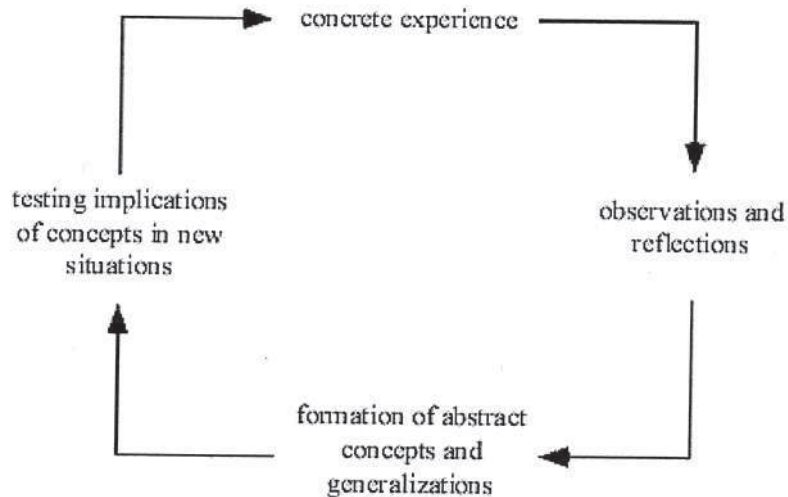 concrete experience
observations and
reflections
formation of abstract
concepts and
generalizations
testing implications
of concepts in new
situations